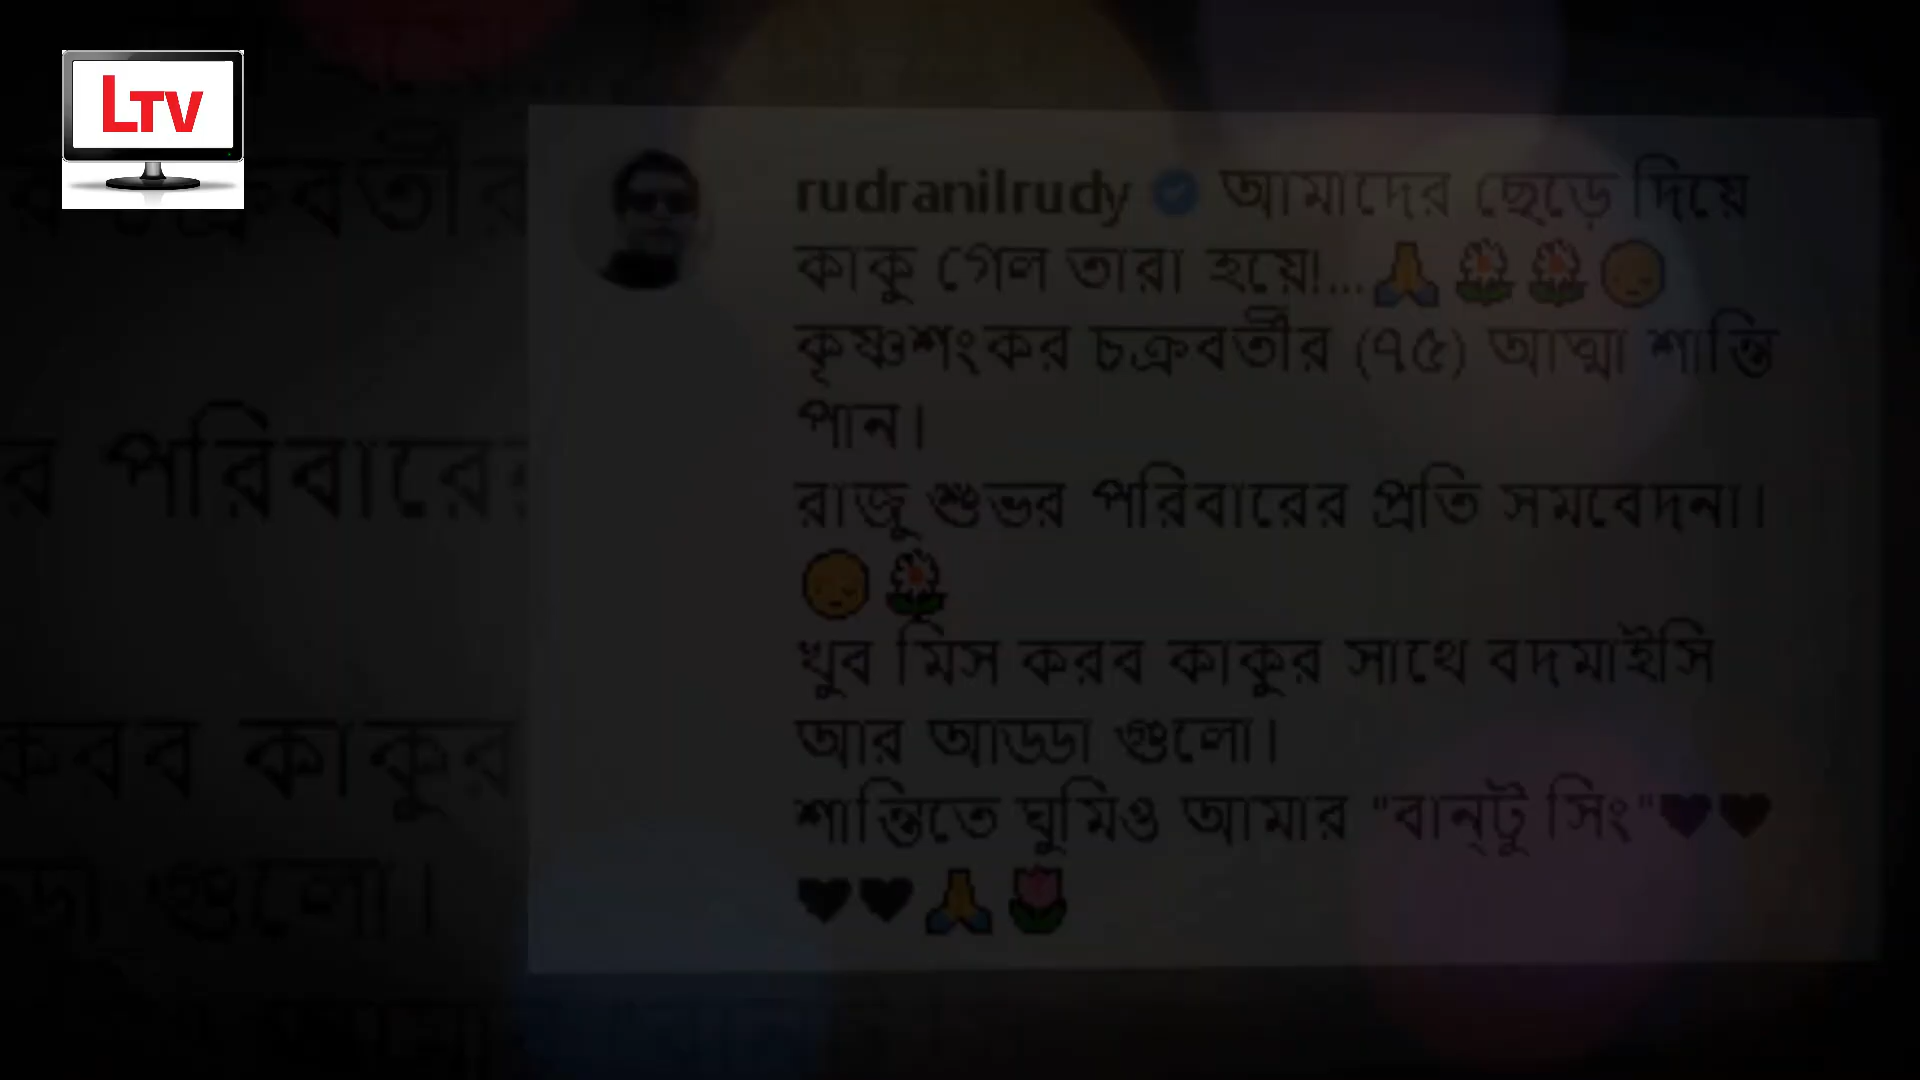 LTV
rudranilrudy আমাদের ছেড়ে দিয়ে
কাকু গেল তারা হয়ে!...🙏🌼🌼😔
কৃষ্ণশংকর চক্রবর্তীর (৭৫) আত্মা শান্তি
পান।
রাজু শুভর পরিবারের প্রতি সমবেদনা।
😔🌼
খুব মিস করব কাকুর সাথে বদমাইসি
আর আড্ডা গুলো।
শান্তিতে ঘুমিও আমার "বান্টু সিং"🖤🖤
🖤🖤🙏🌷